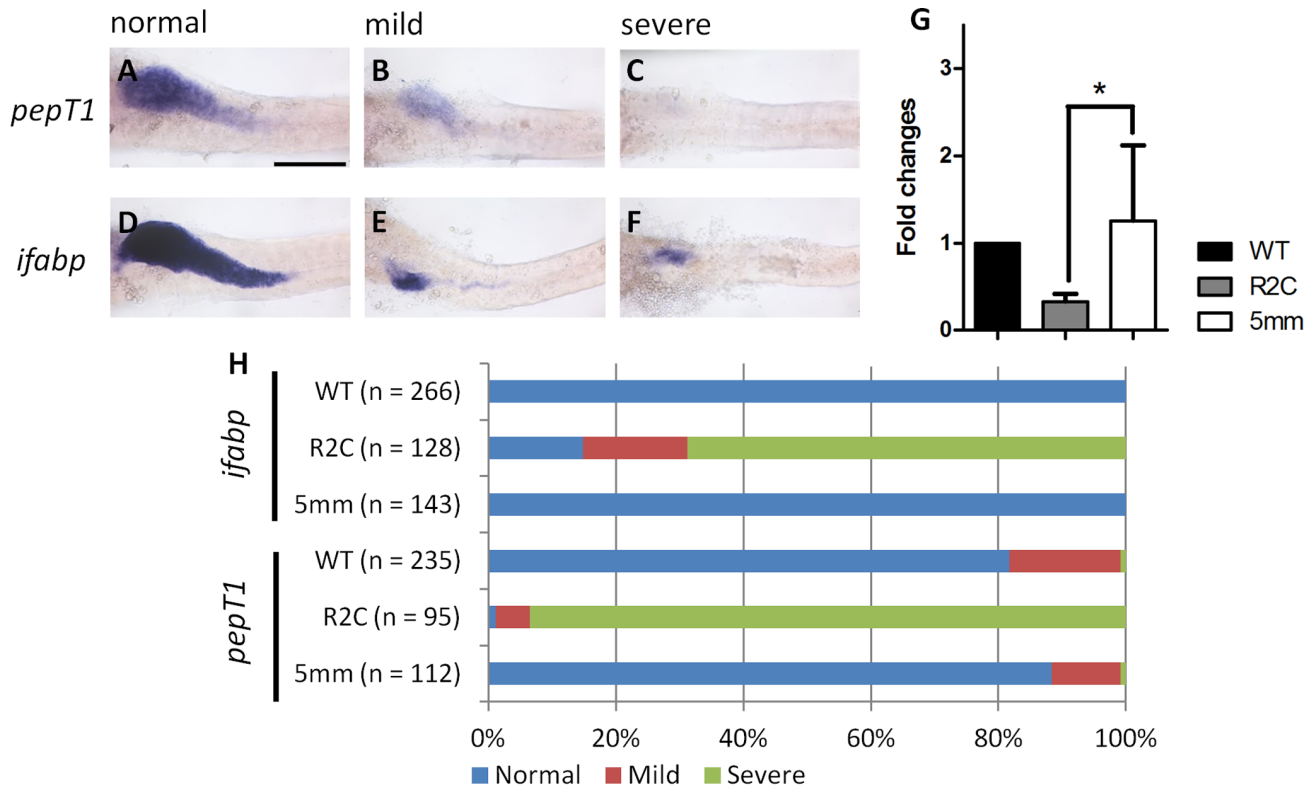 normal mild severe
pepT1
A B C
ifabp
D E F
G
Fold changes
3
2
1
0
*
WT
R2C
5mm
H
ifabp
WT (n = 266)
R2C (n = 128)
5mm (n = 143)
pepT1
WT (n = 235)
R2C (n = 95)
5mm (n = 112)
0% 20% 40% 60% 80% 100%
Normal Mild Severe